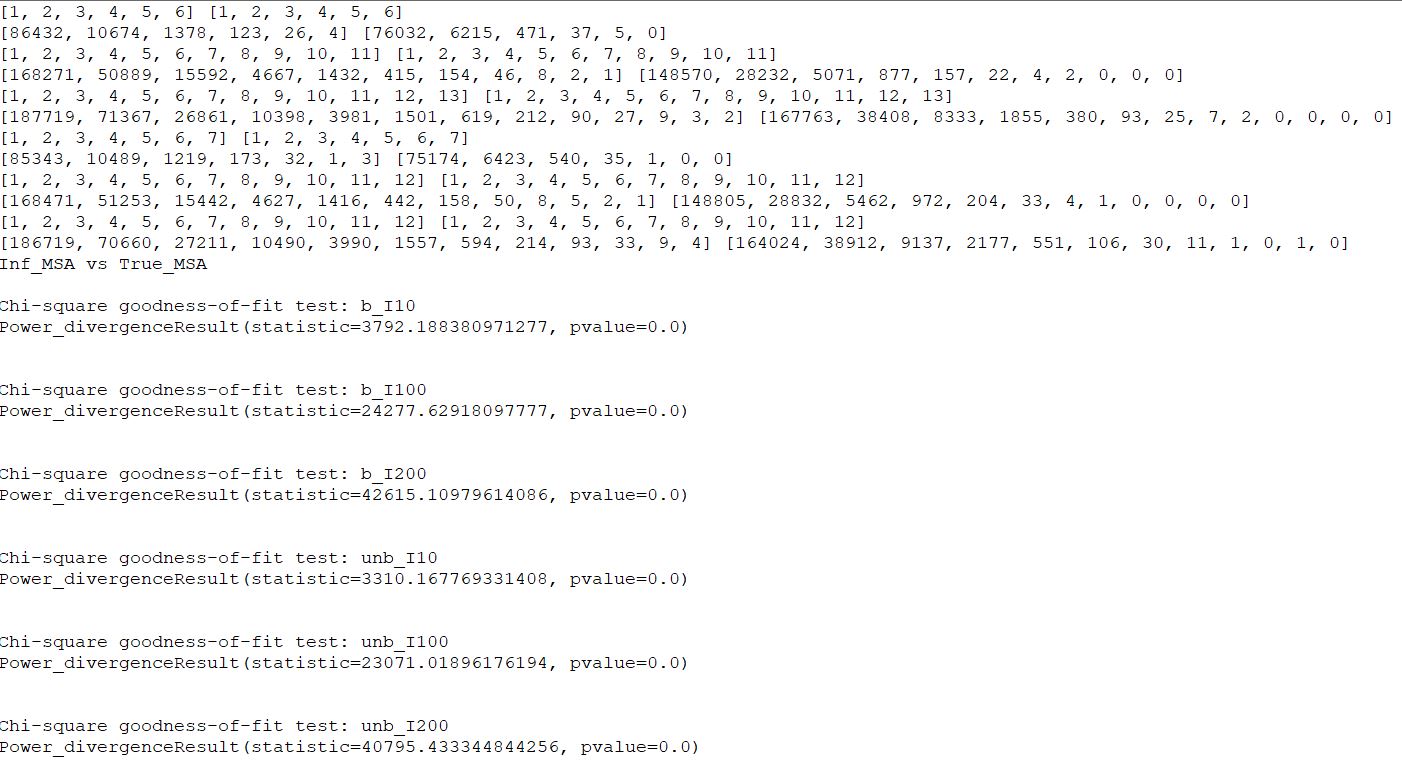 [1, 2, 3, 4, 5, 6] [1, 2, 3, 4, 5, 6]
[86432, 10674, 1378, 123, 26, 4] [76032, 6215, 471, 37, 5, 0]
[1, 2, 3, 4, 5, 6, 7, 8, 9, 10, 11] [1, 2, 3, 4, 5, 6, 7, 8, 9, 10, 11]
[168271, 50889, 15592, 4667, 1432, 415, 154, 46, 8, 2, 1] [148570, 28232, 5071, 877, 157, 22, 4, 2, 0, 0, 0]
[1, 2, 3, 4, 5, 6, 7, 8, 9, 10, 11, 12, 13] [1, 2, 3, 4, 5, 6, 7, 8, 9, 10, 11, 12, 13]
[187719, 71367, 26861, 10398, 3981, 1501, 619, 212, 90, 27, 9, 3, 2] [167763, 38408, 8333, 1855, 380, 93, 25, 7, 2, 0, 0, 0, 0]
[1, 2, 3, 4, 5, 6, 7] [1, 2, 3, 4, 5, 6, 7]
[85343, 10489, 1219, 173, 32, 1, 3] [75174, 6423, 540, 35, 1, 0, 0]
[1, 2, 3, 4, 5, 6, 7, 8, 9, 10, 11, 12] [1, 2, 3, 4, 5, 6, 7, 8, 9, 10, 11, 12]
[168471, 51253, 15442, 4627, 1416, 442, 158, 50, 8, 5, 2, 1] [148805, 28832, 5462, 972, 204, 33, 4, 1, 0, 0, 0, 0]
[1, 2, 3, 4, 5, 6, 7, 8, 9, 10, 11, 12] [1, 2, 3, 4, 5, 6, 7, 8, 9, 10, 11, 12]
[186719, 70660, 27211, 10490, 3990, 1557, 594, 214, 93, 33, 9, 4] [164024, 38912, 9137, 2177, 551, 106, 30, 11, 1, 0, 1, 0]
Inf_MSA vs True_MSA
Chi-square goodness-of-fit test: b_I10
Power_divergenceResult(statistic=3792.188380971277, pvalue=0.0)
Chi-square goodness-of-fit test: b_I100
Power_divergenceResult(statistic=24277.62918097777, pvalue=0.0)
Chi-square goodness-of-fit test: b_I200
Power_divergenceResult(statistic=42615.10979614086, pvalue=0.0)
Chi-square goodness-of-fit test: unb_I10
Power_divergenceResult(statistic=3310.167769331408, pvalue=0.0)
Chi-square goodness-of-fit test: unb_I100
Power_divergenceResult(statistic=23071.01896176194, pvalue=0.0)
Chi-square goodness-of-fit test: unb_I200
Power_divergenceResult(statistic=40795.433344844256, pvalue=0.0)